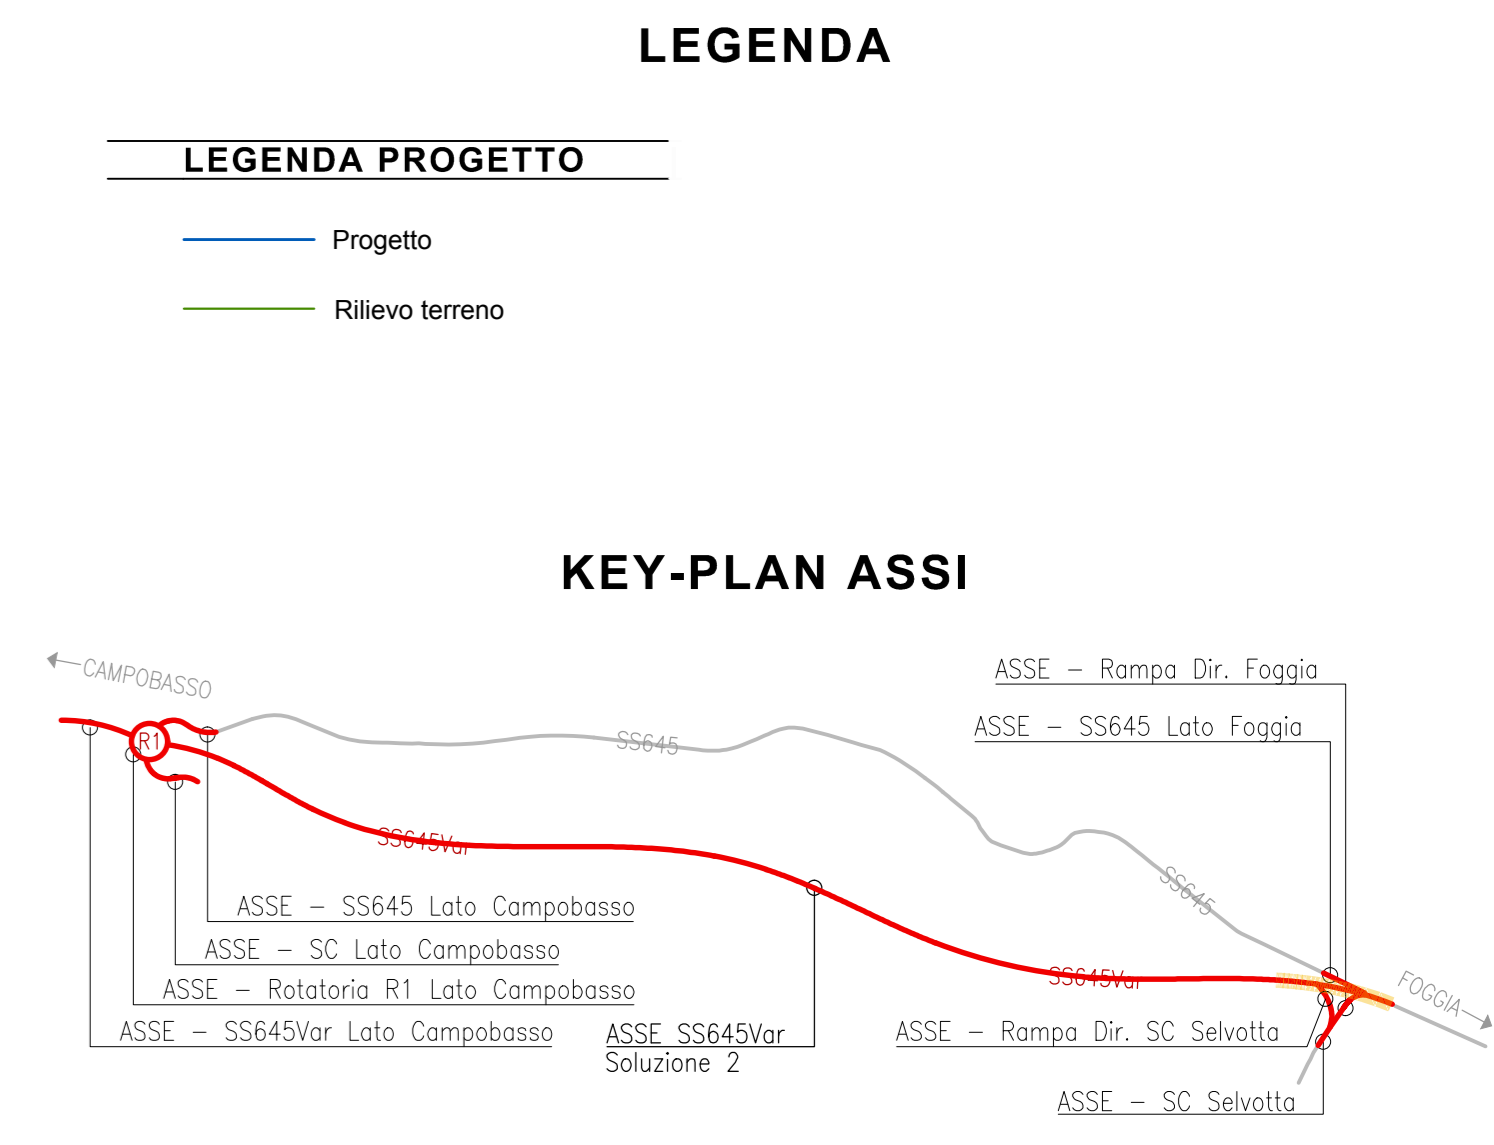 LEGENDA
LEGENDA PROGETTO
Progetto
Rilievo terreno
KEY-PLAN ASSI
CAMPOBASSO
ASSE - Rampa Dir. Foggia
ASSE - SS645 Lato Foggia
R1
SS645
SS645Var
SS645
ASSE - SS645 Lato Campobasso
ASSE - SC Lato Campobasso
SS645Var
FOGGIA
ASSE - Rotatoria R1 Lato Campobasso
ASSE - SS645Var Lato Campobasso
ASSE SS645Var
Soluzione 2
ASSE - Rampa Dir. SC Selvotta
ASSE - SC Selvotta